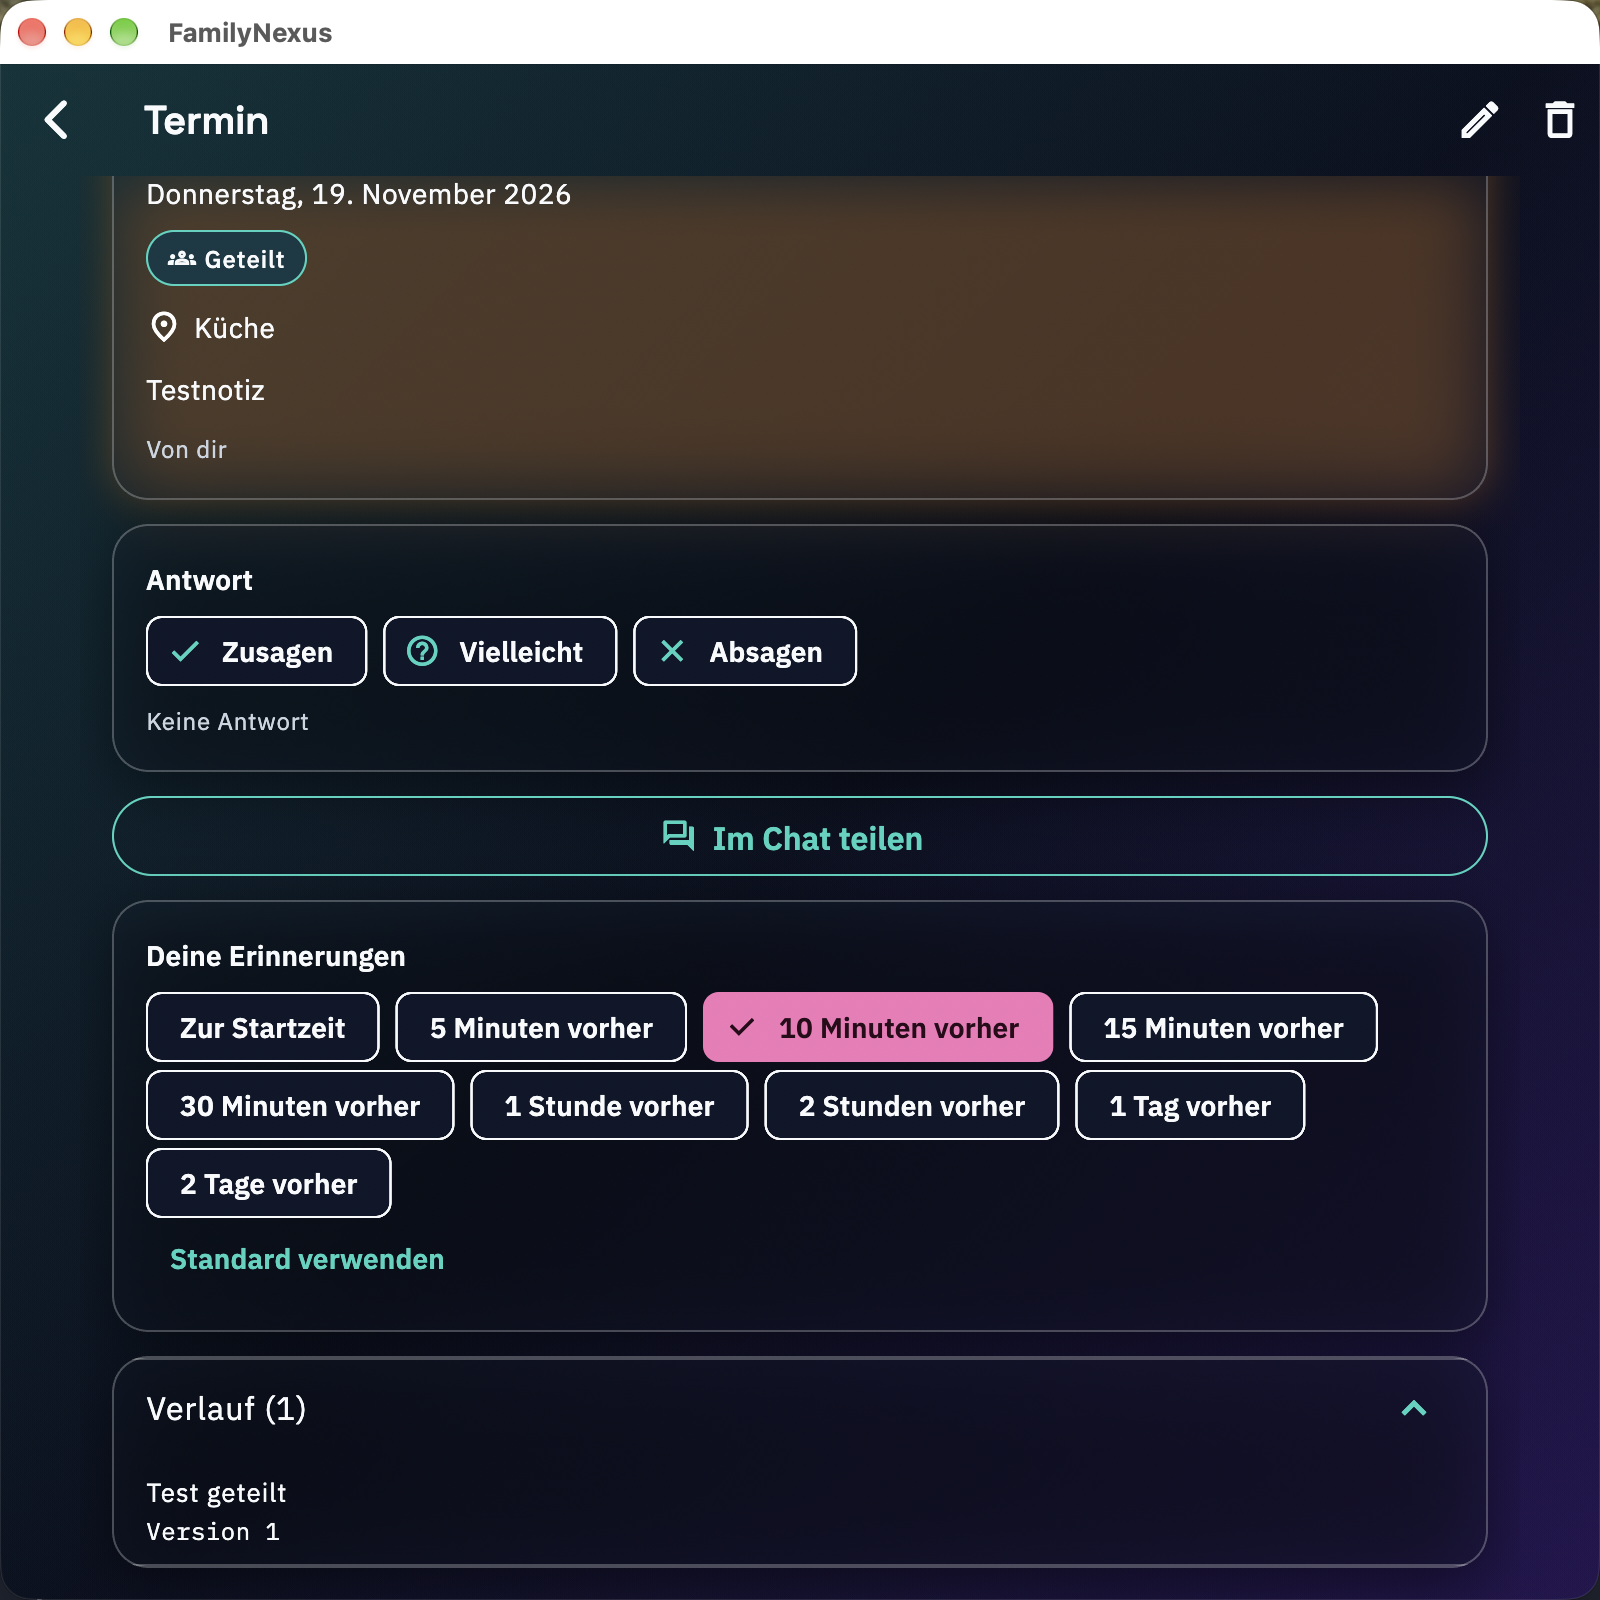 FamilyNexus
Termin
Donnerstag, 19. November 2026
Geteilt
Küche
Testnotiz
Von dir
Antwort
Zusagen Vielleicht Absagen
Keine Antwort
Im Chat teilen
Deine Erinnerungen
Zur Startzeit 5 Minuten vorher 10 Minuten vorher 15 Minuten vorher
30 Minuten vorher 1 Stunde vorher 2 Stunden vorher 1 Tag vorher
2 Tage vorher
Standard verwenden
Verlauf (1)
Test geteilt
Version 1